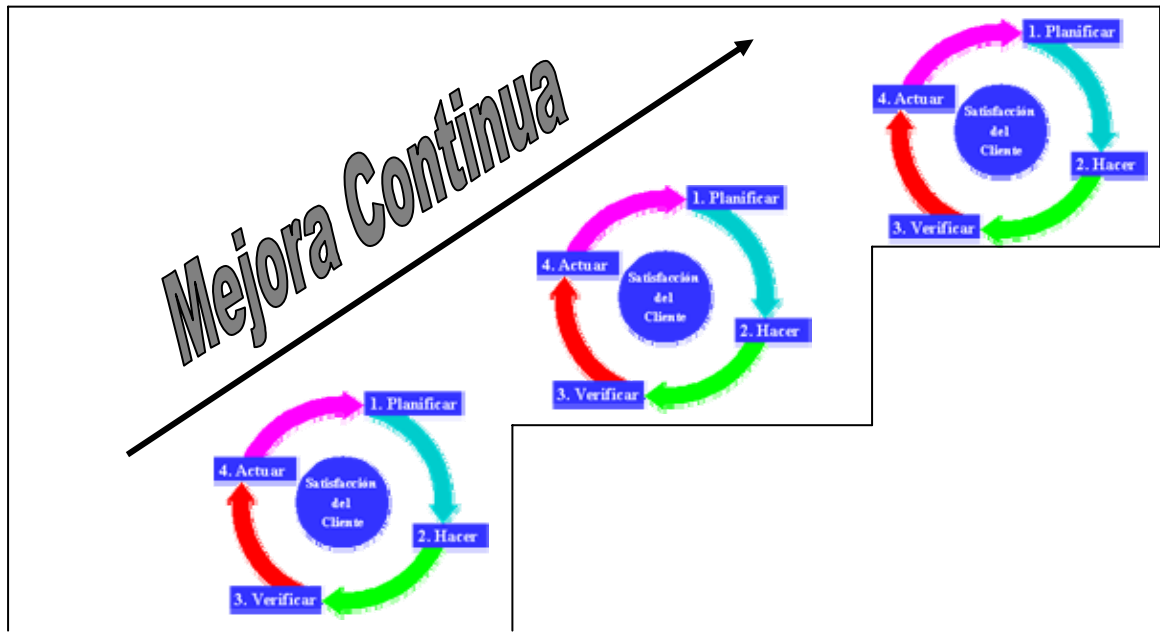 Mejora Continua
1. Planificar
4. Actuar
Satisfacción
del
Cliente
2. Hacer
3. Verificar
1. Planificar
4. Actuar
Satisfacción
del
Cliente
2. Hacer
3. Verificar
1. Planificar
4. Actuar
Satisfacción
del
Cliente
2. Hacer
3. Verificar